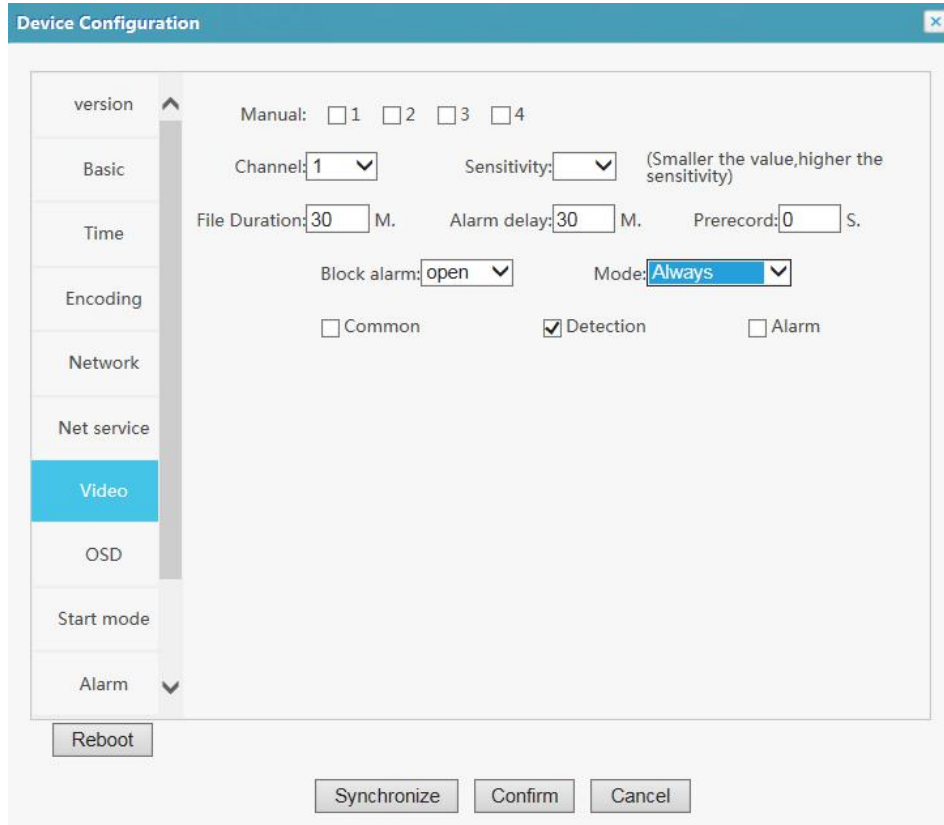 Device Configuration
version
Basic
Time
Encoding
Network
Net service
Video
OSD
Start mode
Alarm
Reboot
Manual: 1 2 3 4
Channel: 1 Sensitivity: (Smaller the value,higher the
sensitivity)
File Duration: 30 M. Alarm delay: 30 M. Prerecord: 0 S.
Block alarm: open Mode: Always
Common Detection Alarm
Synchronize Confirm Cancel